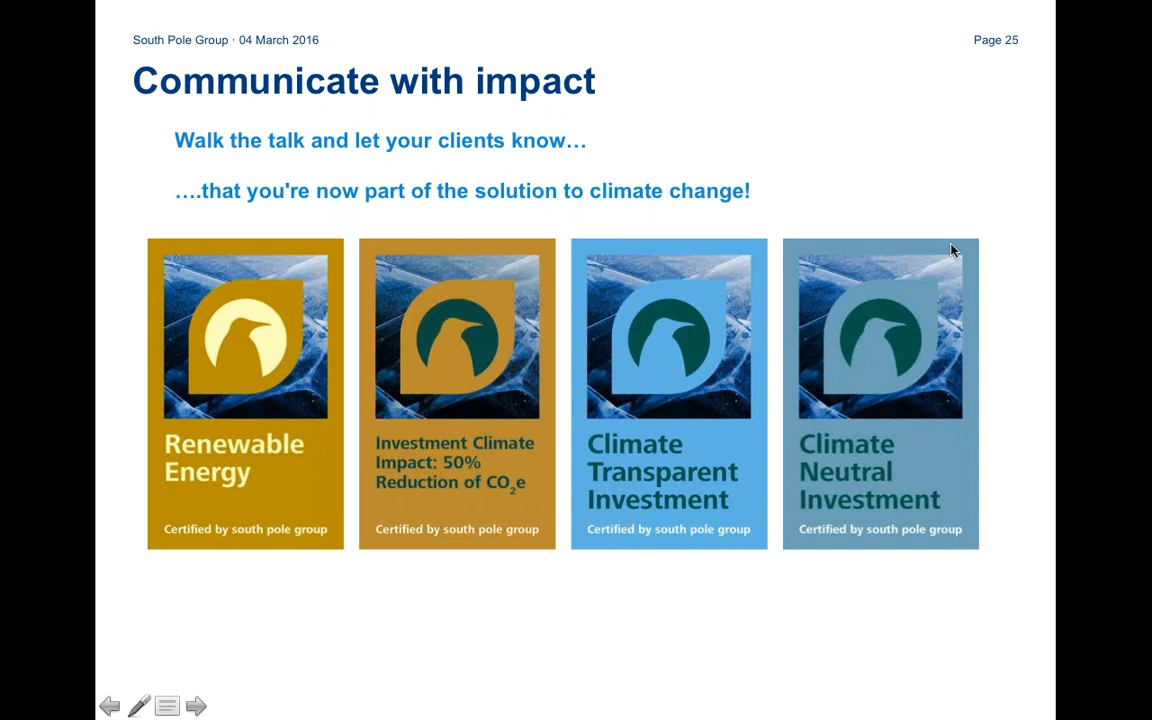 South Pole Group · 04 March 2016
Page 25
Communicate with impact
Walk the talk and let your clients know…
….that you're now part of the solution to climate change!
Renewable
Energy
Certified by south pole group
Investment Climate
Impact: 50%
Reduction of CO₂e
Certified by south pole group
Climate
Transparent
Investment
Certified by south pole group
Climate
Neutral
Investment
Certified by south pole group